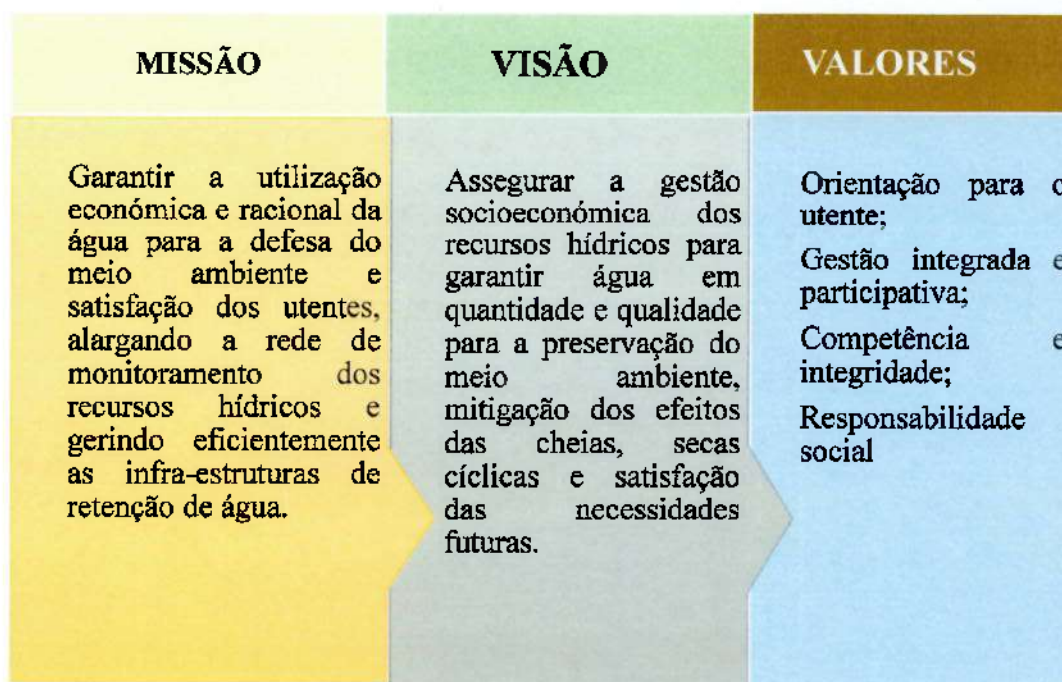 MISSÃO
Garantir a utilização
económica e racional da
água para a defesa do
meio ambiente e
satisfação dos utentes,
alargando a rede de
monitoramento dos
recursos hídricos e
gerindo eficientemente
as infra-estruturas de
retenção de água.
VISÃO
Assegurar a gestão
socioeconómica dos
recursos hídricos para
garantir água em
quantidade e qualidade
para a preservação do
meio ambiente,
mitigação dos efeitos
das cheias, secas
cíclicas e satisfação
das necessidades
futuras.
VALORES
Orientação para o
utente;
Gestão integrada e
participativa;
Competência e
integridade;
Responsabilidade
social